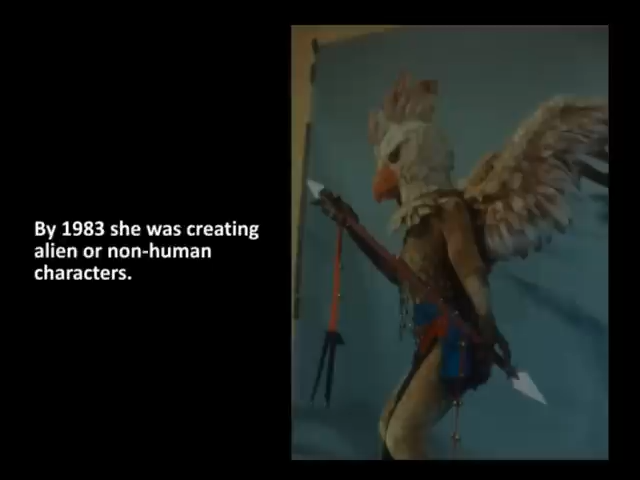 By 1983 she was creating
alien or non-human
characters.